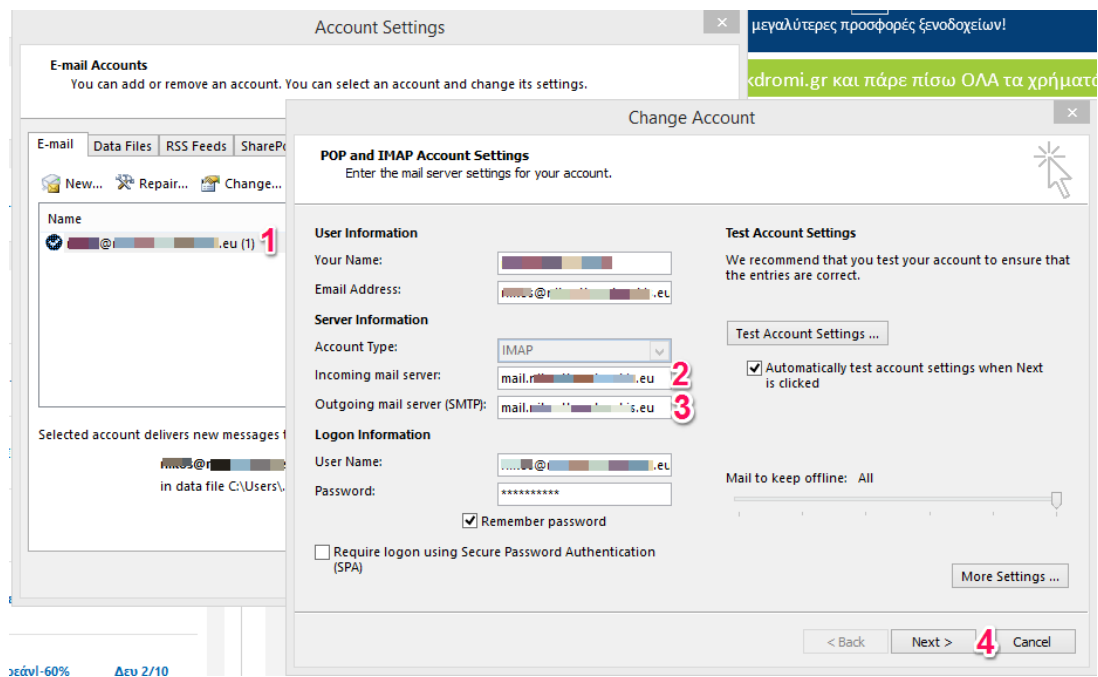 Account Settings
μεγαλύτερες προσφορές ξενοδοχείων!
E-mail Accounts
You can add or remove an account. You can select an account and change its settings.
kdromi.gr και πάρε πίσω ΟΛΑ τα χρήματά
Change Account
E-mail Data Files RSS Feeds SharePo
New... Repair... Change...
POP and IMAP Account Settings
Enter the mail server settings for your account.
Name
.eu (1) 1
User Information
Your Name:
Email Address:
.eu
Server Information
Account Type:
IMAP
Incoming mail server:
mail. .eu 2
Outgoing mail server (SMTP):
mail. s.eu 3
Logon Information
User Name:
@ .eu
Password:
**********
Remember password
Require logon using Secure Password Authentication
(SPA)
Test Account Settings
We recommend that you test your account to ensure that
the entries are correct.
Test Account Settings ...
Automatically test account settings when Next
is clicked
Mail to keep offline: All
More Settings ...
Selected account delivers new messages t
in data file C:\Users\.
< Back Next > 4 Cancel
-60% Δευ 2/10